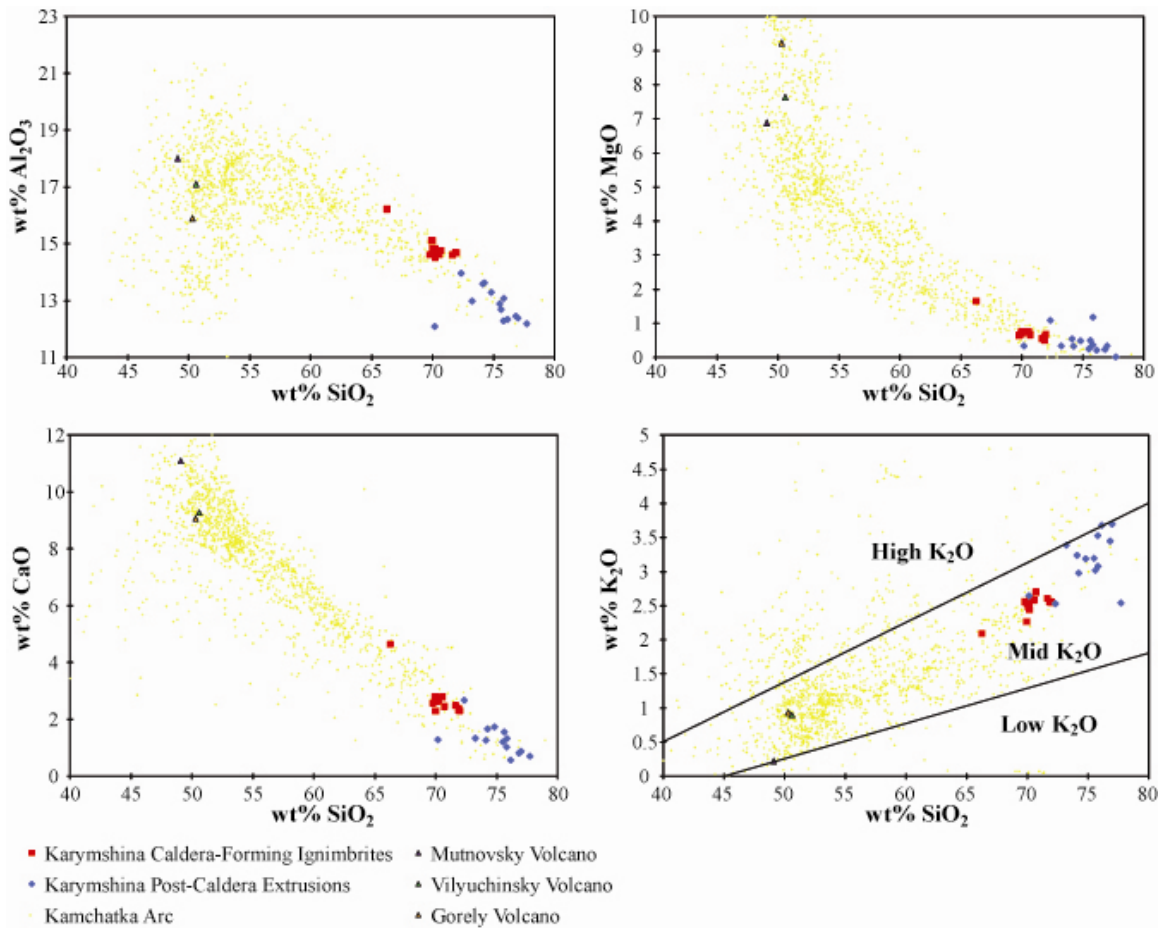 23
21
19
17
15
13
11
wt% Al₂O₃
40 45 50 55 60 65 70 75 80
wt% SiO₂
10
9
8
7
6
5
4
3
2
1
0
wt% MgO
40 45 50 55 60 65 70 75 80
wt% SiO₂
12
10
8
6
4
2
0
wt% CaO
40 45 50 55 60 65 70 75 80
wt% SiO₂
5
4.5
4
3.5
3
2.5
2
1.5
1
0.5
0
wt% K₂O
High K₂O
Mid K₂O
Low K₂O
40 45 50 55 60 65 70 75 80
wt% SiO₂
Karymshina Caldera-Forming Ignimbrites
Mutnovsky Volcano
Karymshina Post-Caldera Extrusions
Vilyuchinsky Volcano
Kamchatka Arc
Gorely Volcano